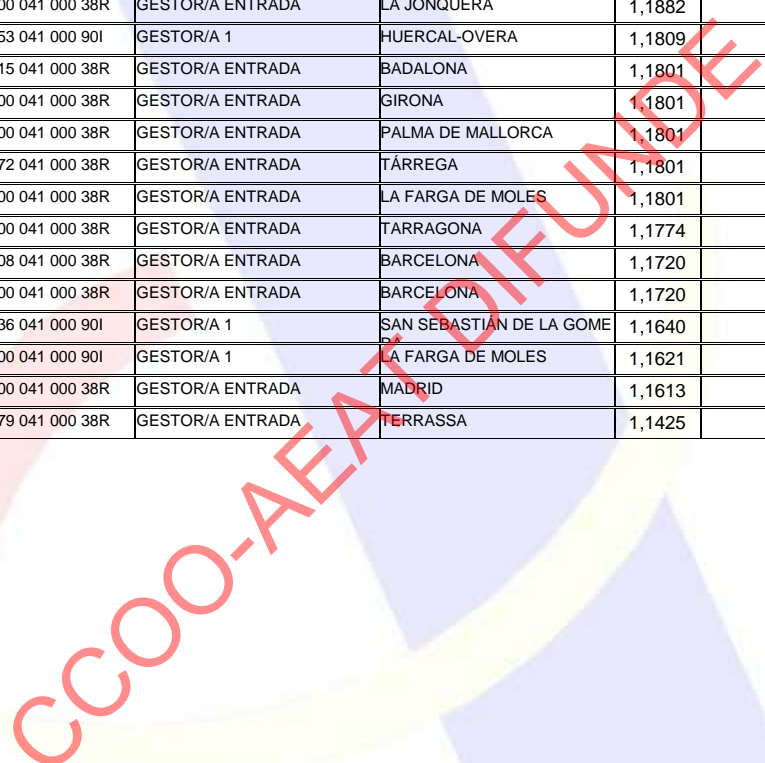 00 041 000 38R GESTOR/A ENTRADA LA JONQUERA 1,1882
53 041 000 90I GESTOR/A 1 HUERCAL-OVERA 1,1809
15 041 000 38R GESTOR/A ENTRADA BADALONA 1,1801
00 041 000 38R GESTOR/A ENTRADA GIRONA 1,1801
00 041 000 38R GESTOR/A ENTRADA PALMA DE MALLORCA 1,1801
72 041 000 38R GESTOR/A ENTRADA TÁRREGA 1,1801
00 041 000 38R GESTOR/A ENTRADA LA FARGA DE MOLES 1,1801
00 041 000 38R GESTOR/A ENTRADA TARRAGONA 1,1774
08 041 000 38R GESTOR/A ENTRADA BARCELONA 1,1720
00 041 000 38R GESTOR/A ENTRADA BARCELONA 1,1720
36 041 000 90I GESTOR/A 1 SAN SEBASTIÁN DE LA GOME 1,1640
RA
00 041 000 90I GESTOR/A 1 LA FARGA DE MOLES 1,1621
00 041 000 38R GESTOR/A ENTRADA MADRID 1,1613
79 041 000 38R GESTOR/A ENTRADA TERRASSA 1,1425
CCOO-AEAT DIFUNDE